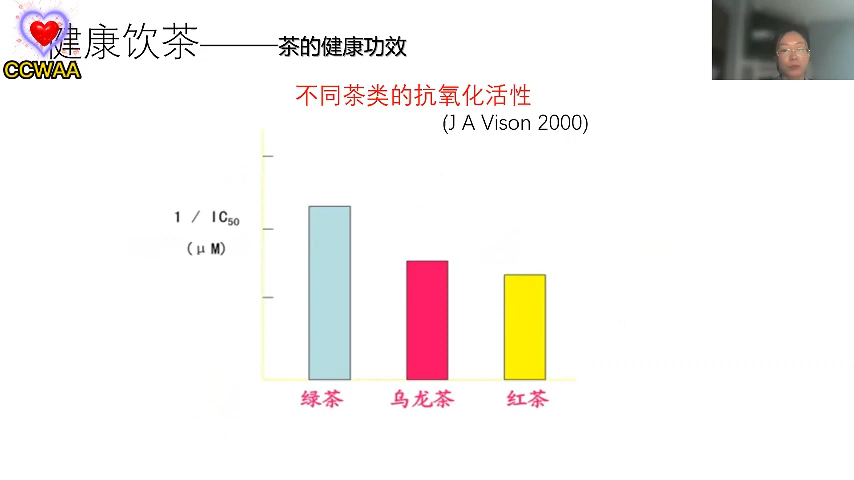 健康饮茶———茶的健康功效
CCWAA
不同茶类的抗氧化活性
(J A Vison 2000)
1 / IC50
(μM)
绿茶 乌龙茶 红茶